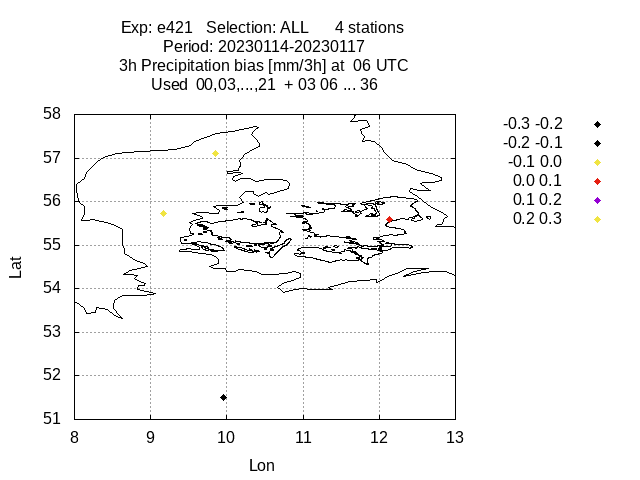 Exp: e421   Selection: ALL      4 stations
Period: 20230114-20230117
3h Precipitation bias [mm/3h] at  06 UTC
Used  00,03,...,21  + 03 06 ... 36
-0.3 -0.2
-0.2 -0.1
-0.1 0.0
0.0 0.1
0.1 0.2
0.2 0.3
Lat
58
57
56
55
54
53
52
51
8 9 10 11 12 13
Lon